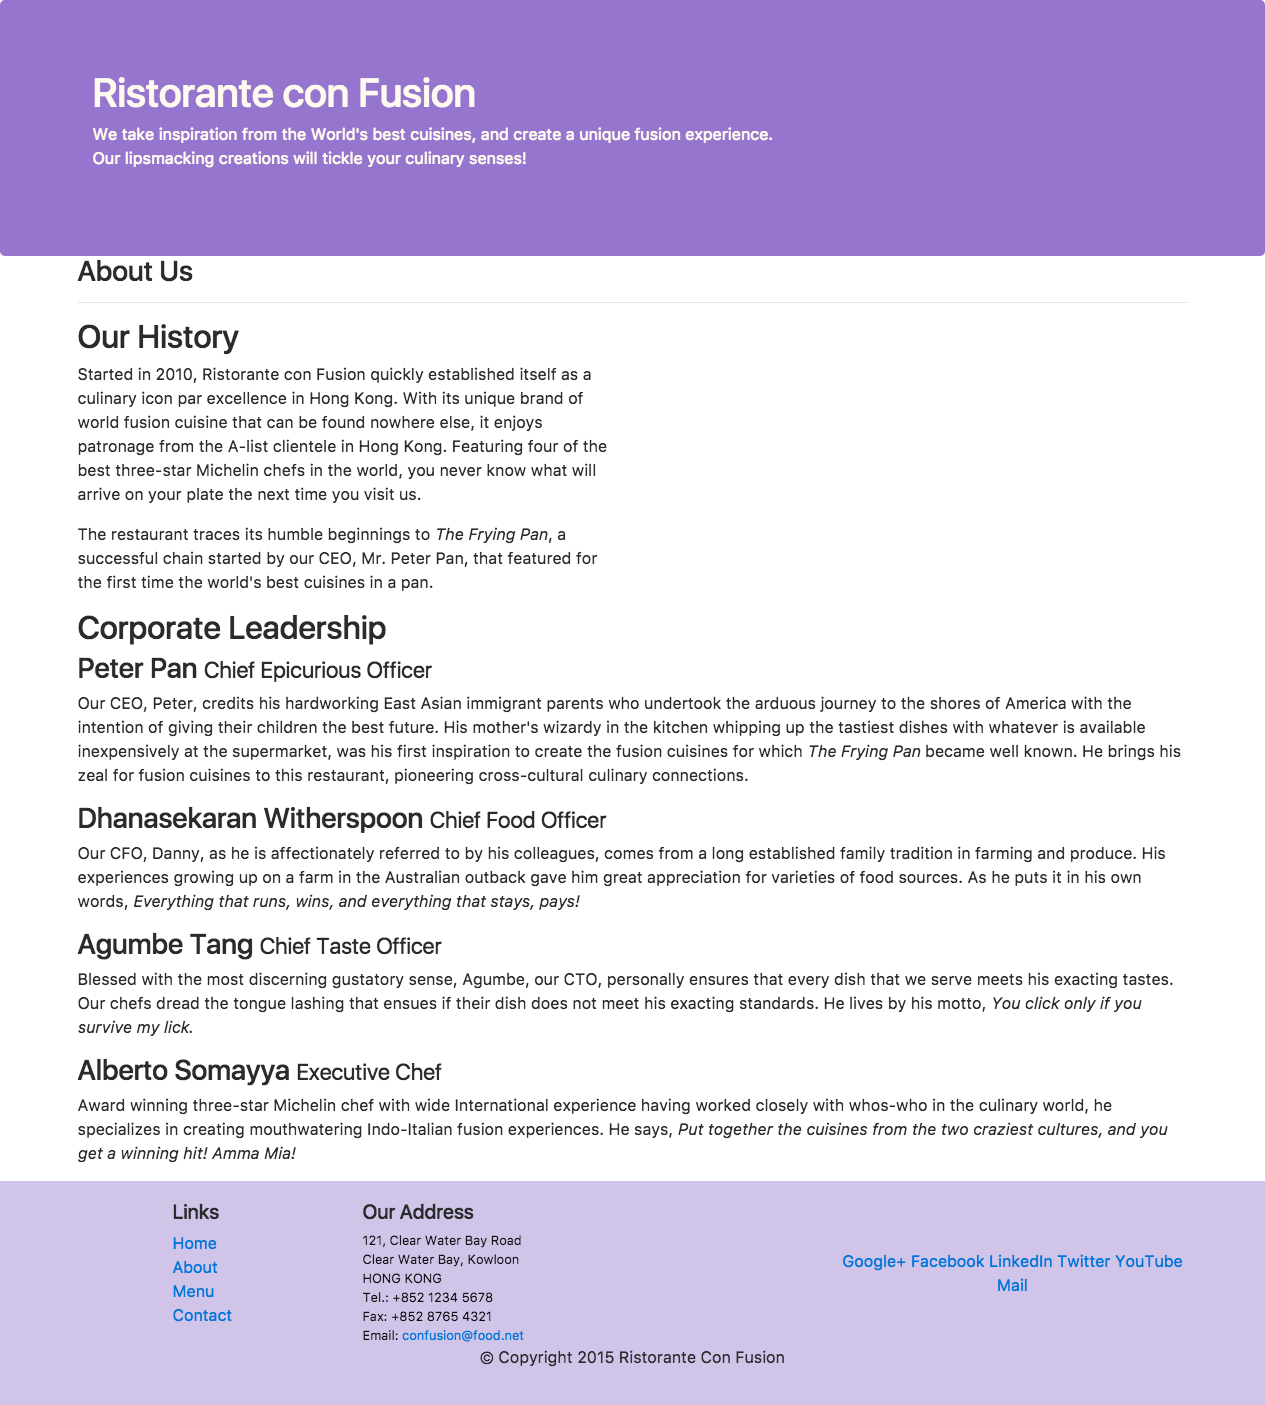 Ristorante con Fusion
We take inspiration from the World's best cuisines, and create a unique fusion experience.
Our lipsmacking creations will tickle your culinary senses!
About Us
Our History
Started in 2010, Ristorante con Fusion quickly established itself as a
culinary icon par excellence in Hong Kong. With its unique brand of
world fusion cuisine that can be found nowhere else, it enjoys
patronage from the A-list clientele in Hong Kong. Featuring four of the
best three-star Michelin chefs in the world, you never know what will
arrive on your plate the next time you visit us.
The restaurant traces its humble beginnings to The Frying Pan, a
successful chain started by our CEO, Mr. Peter Pan, that featured for
the first time the world's best cuisines in a pan.
Corporate Leadership
Peter Pan Chief Epicurious Officer
Our CEO, Peter, credits his hardworking East Asian immigrant parents who undertook the arduous journey to the shores of America with the
intention of giving their children the best future. His mother's wizardy in the kitchen whipping up the tastiest dishes with whatever is available
inexpensively at the supermarket, was his first inspiration to create the fusion cuisines for which The Frying Pan became well known. He brings his
zeal for fusion cuisines to this restaurant, pioneering cross-cultural culinary connections.
Dhanasekaran Witherspoon Chief Food Officer
Our CFO, Danny, as he is affectionately referred to by his colleagues, comes from a long established family tradition in farming and produce. His
experiences growing up on a farm in the Australian outback gave him great appreciation for varieties of food sources. As he puts it in his own
words, Everything that runs, wins, and everything that stays, pays!
Agumbe Tang Chief Taste Officer
Blessed with the most discerning gustatory sense, Agumbe, our CTO, personally ensures that every dish that we serve meets his exacting tastes.
Our chefs dread the tongue lashing that ensues if their dish does not meet his exacting standards. He lives by his motto, You click only if you
survive my lick.
Alberto Somayya Executive Chef
Award winning three-star Michelin chef with wide International experience having worked closely with whos-who in the culinary world, he
specializes in creating mouthwatering Indo-Italian fusion experiences. He says, Put together the cuisines from the two craziest cultures, and you
get a winning hit! Amma Mia!
Links
Home
About
Menu
Contact
Our Address
121, Clear Water Bay Road
Clear Water Bay, Kowloon
HONG KONG
Tel.: +852 1234 5678
Fax: +852 8765 4321
Email: confusion@food.net
Google+ Facebook LinkedIn Twitter YouTube
Mail
© Copyright 2015 Ristorante Con Fusion